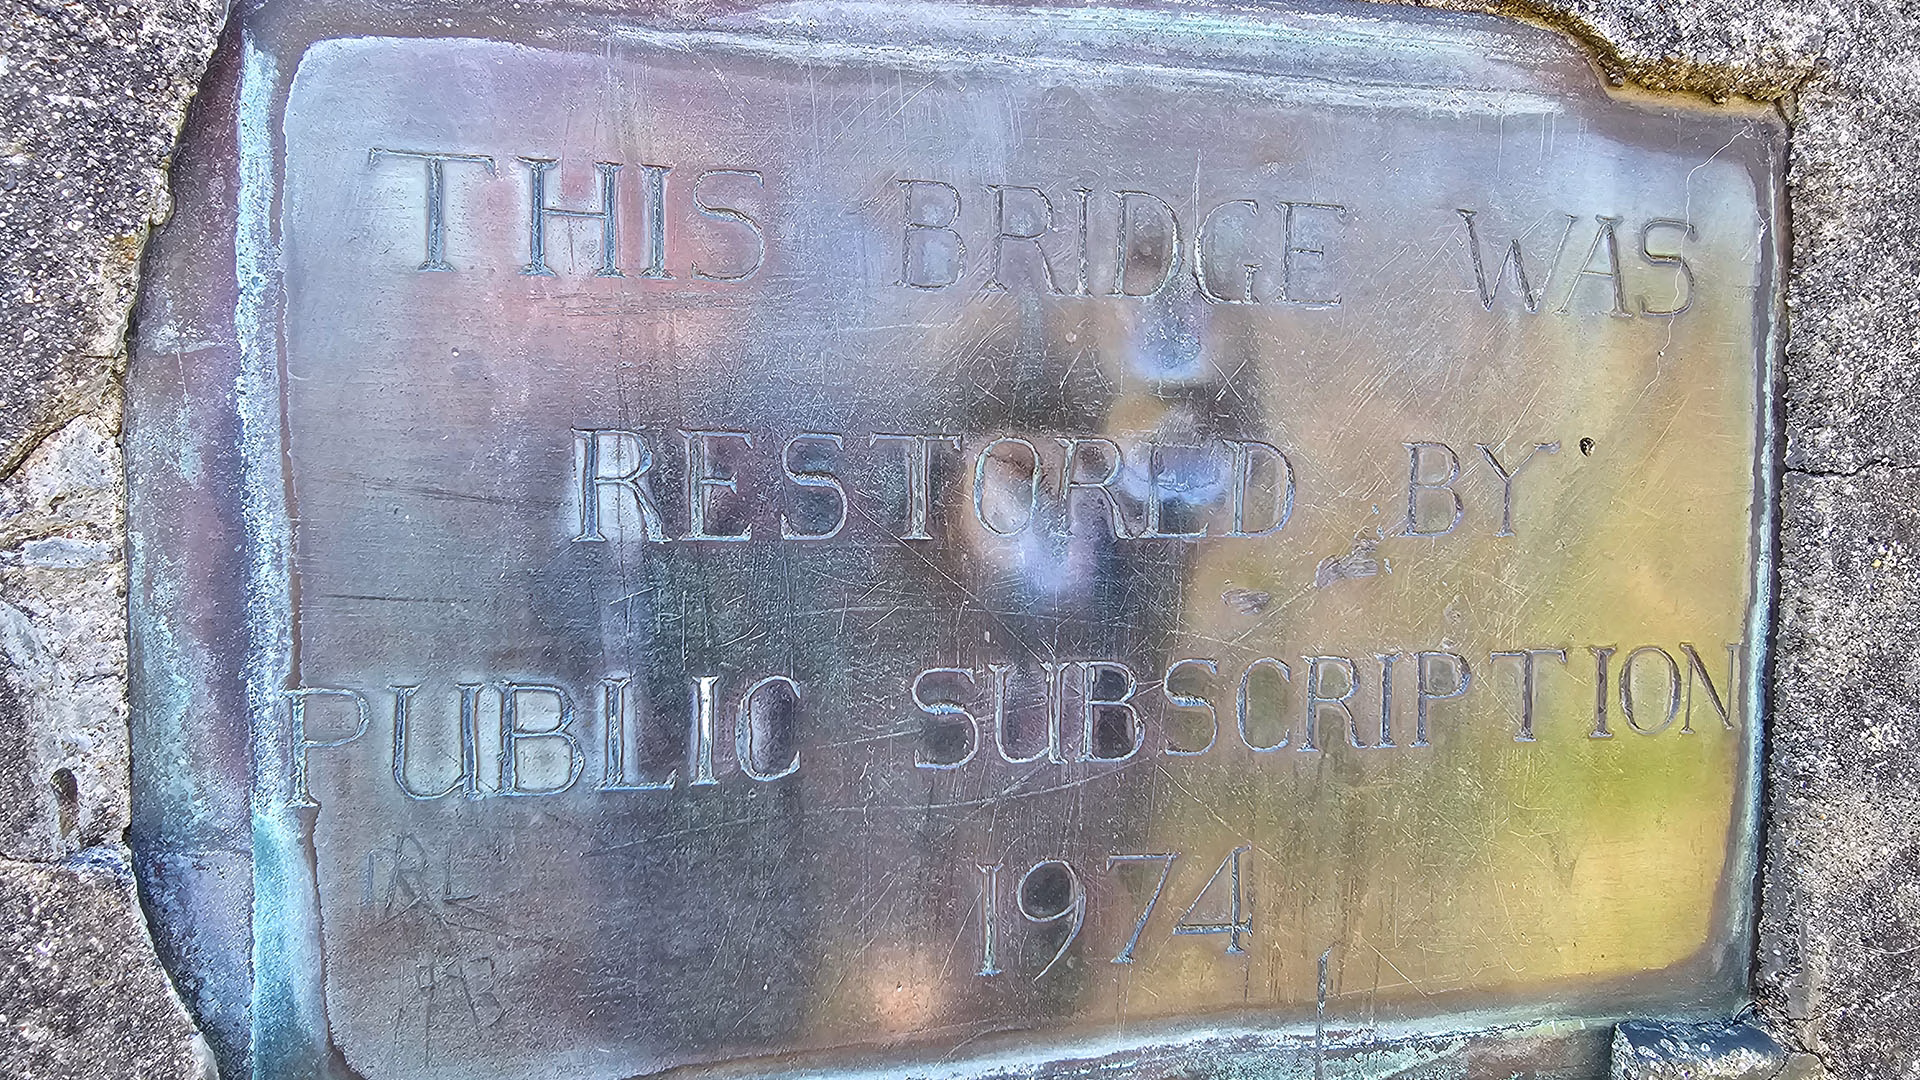 THIS BRIDGE WAS
RESTORED BY
PUBLIC SUBSCRIPTION
1974